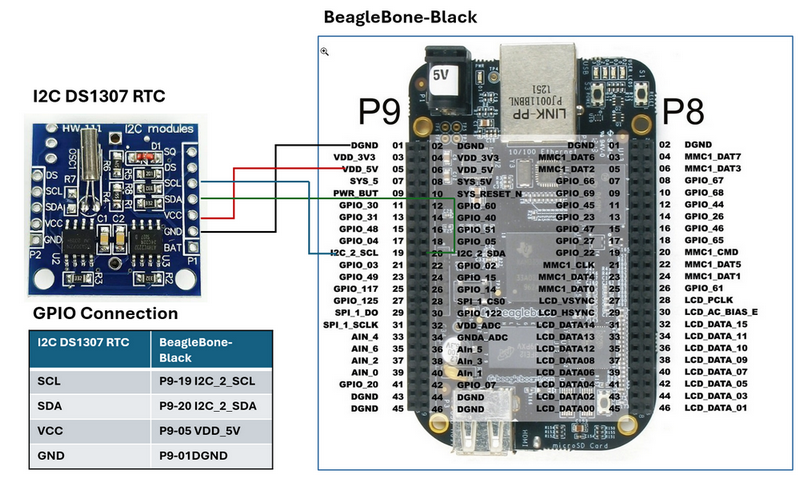 BeagleBone-Black
I2C DS1307 RTC
HW-111 I2C modules
D1
SQ
DS
SCL
SDA
VCC
GND
BAT
P1
DS
SCL
SDA
VCC
GND
P2
R7
R6
C1 C2
R3
R2
5V
LINK-PP
PJ0011BBNL
1251
P9
P8
10/100 Ethernet
DGND 01 02 DGND DGND 01 02 DGND
VDD_3V3 03 04 VDD_3V3 MMC1_DAT6 03 04 MMC1_DAT7
VDD_5V 05 06 VDD_5V MMC1_DAT2 05 06 MMC1_DAT3
SYS_5 07 08 SYS_5V GPIO_66 07 08 GPIO_67
PWR_BUT 09 10 SYS_RESET_N GPIO_69 09 10 GPIO_68
GPIO_30 11 12 GPIO_60 GPIO_45 11 12 GPIO_44
GPIO_31 13 14 GPIO_40 GPIO_23 13 14 GPIO_26
GPIO_48 15 16 GPIO_51 GPIO_47 15 16 GPIO_46
GPIO_04 17 18 GPIO_05 GPIO_27 17 18 GPIO_65
I2C_2_SCL 19 20 I2C_2_SDA GPIO_22 19 20 MMC1_CMD
GPIO_03 21 22 GPIO_02 MMC1_CLK 21 22 MMC1_DAT5
GPIO_49 23 24 GPIO_15 MMC1_DAT4 23 24 MMC1_DAT1
GPIO_117 25 26 GPIO_14 MMC1_DAT0 25 26 GPIO_61
GPIO_125 27 28 SPI_1_CS0 LCD_VSYNC 27 28 LCD_PCLK
SPI_1_DO 29 30 GPIO_122 LCD_HSYNC 29 30 LCD_AC_BIAS_E
SPI_1_SCLK 31 32 VDD_ADC LCD_DATA14 31 32 LCD_DATA_15
AIN_4 33 34 GNDA_ADC LCD_DATA13 33 34 LCD_DATA_11
AIN_6 35 36 AIn_5 LCD_DATA12 35 36 LCD_DATA_10
AIN_2 37 38 AIn_3 LCD_DATA08 37 38 LCD_DATA_09
AIN_0 39 40 AIn_1 LCD_DATA06 39 40 LCD_DATA_07
GPIO_20 41 42 GPIO_07 LCD_DATA04 41 42 LCD_DATA_05
DGND 43 44 DGND LCD_DATA02 43 44 LCD_DATA_03
DGND 45 46 DGND LCD_DATA00 45 46 LCD_DATA_01
HDMI
microSD Card
GPIO Connection
I2C DS1307 RTC BeagleBone-
Black
SCL P9-19 I2C_2_SCL
SDA P9-20 I2C_2_SDA
VCC P9-05 VDD_5V
GND P9-01DGND